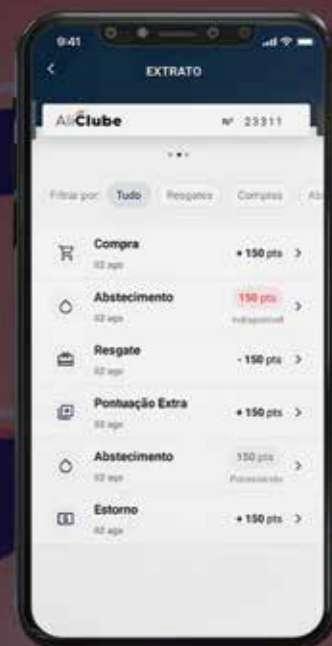 9:41
EXTRATO
AliClube Nº 23311
Filtrar por: Tudo Resgates Compras
Compra
02 ago
+ 150 pts
Abastecimento
02 ago
150 pts
Indisponível
Resgate
02 ago
- 150 pts
Pontuação Extra
02 ago
+ 150 pts
Abastecimento
02 ago
150 pts
Processando
Estorno
02 ago
+ 150 pts